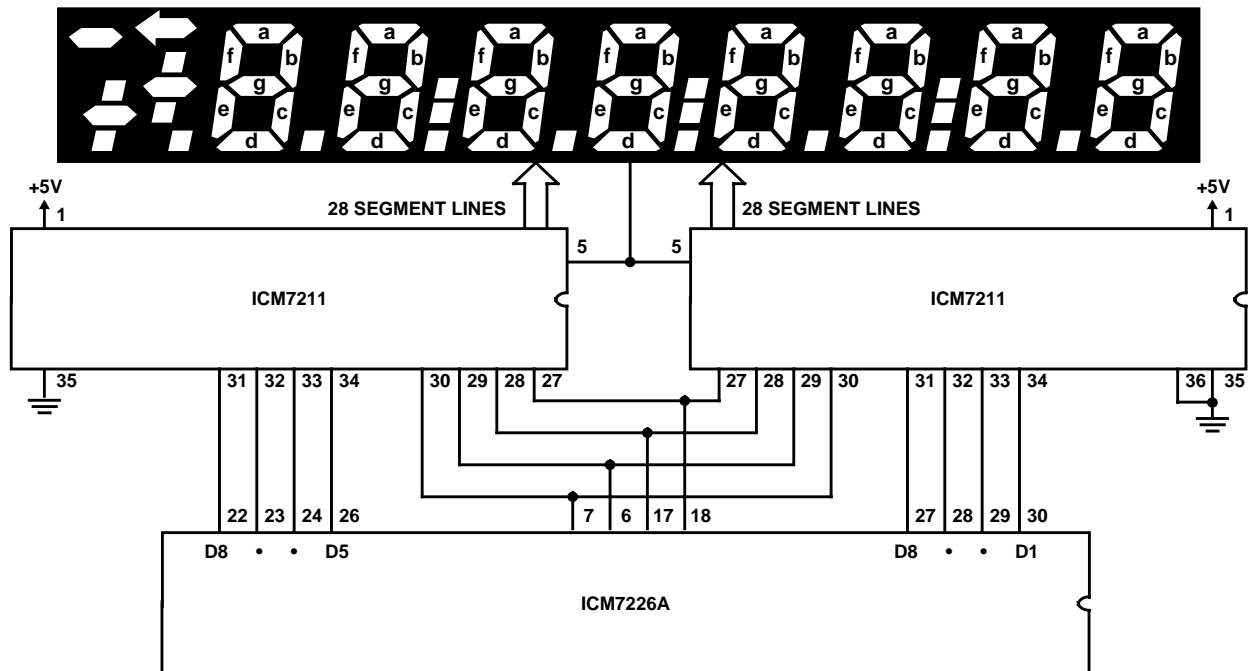 a a a a a a a a
f b f b f b f b f b f b f b f b
g g g g g g g g
e c e c e c e c e c e c e c e c
d d d d d d d d
+5V +5V
1 28 SEGMENT LINES 28 SEGMENT LINES 1
5 5
ICM7211 ICM7211
35 31 32 33 34 30 29 28 27 27 28 29 30 31 32 33 34 36 35
22 23 24 26 7 6 17 18 27 28 29 30
D8 • • D5 D8 • • D1
ICM7226A